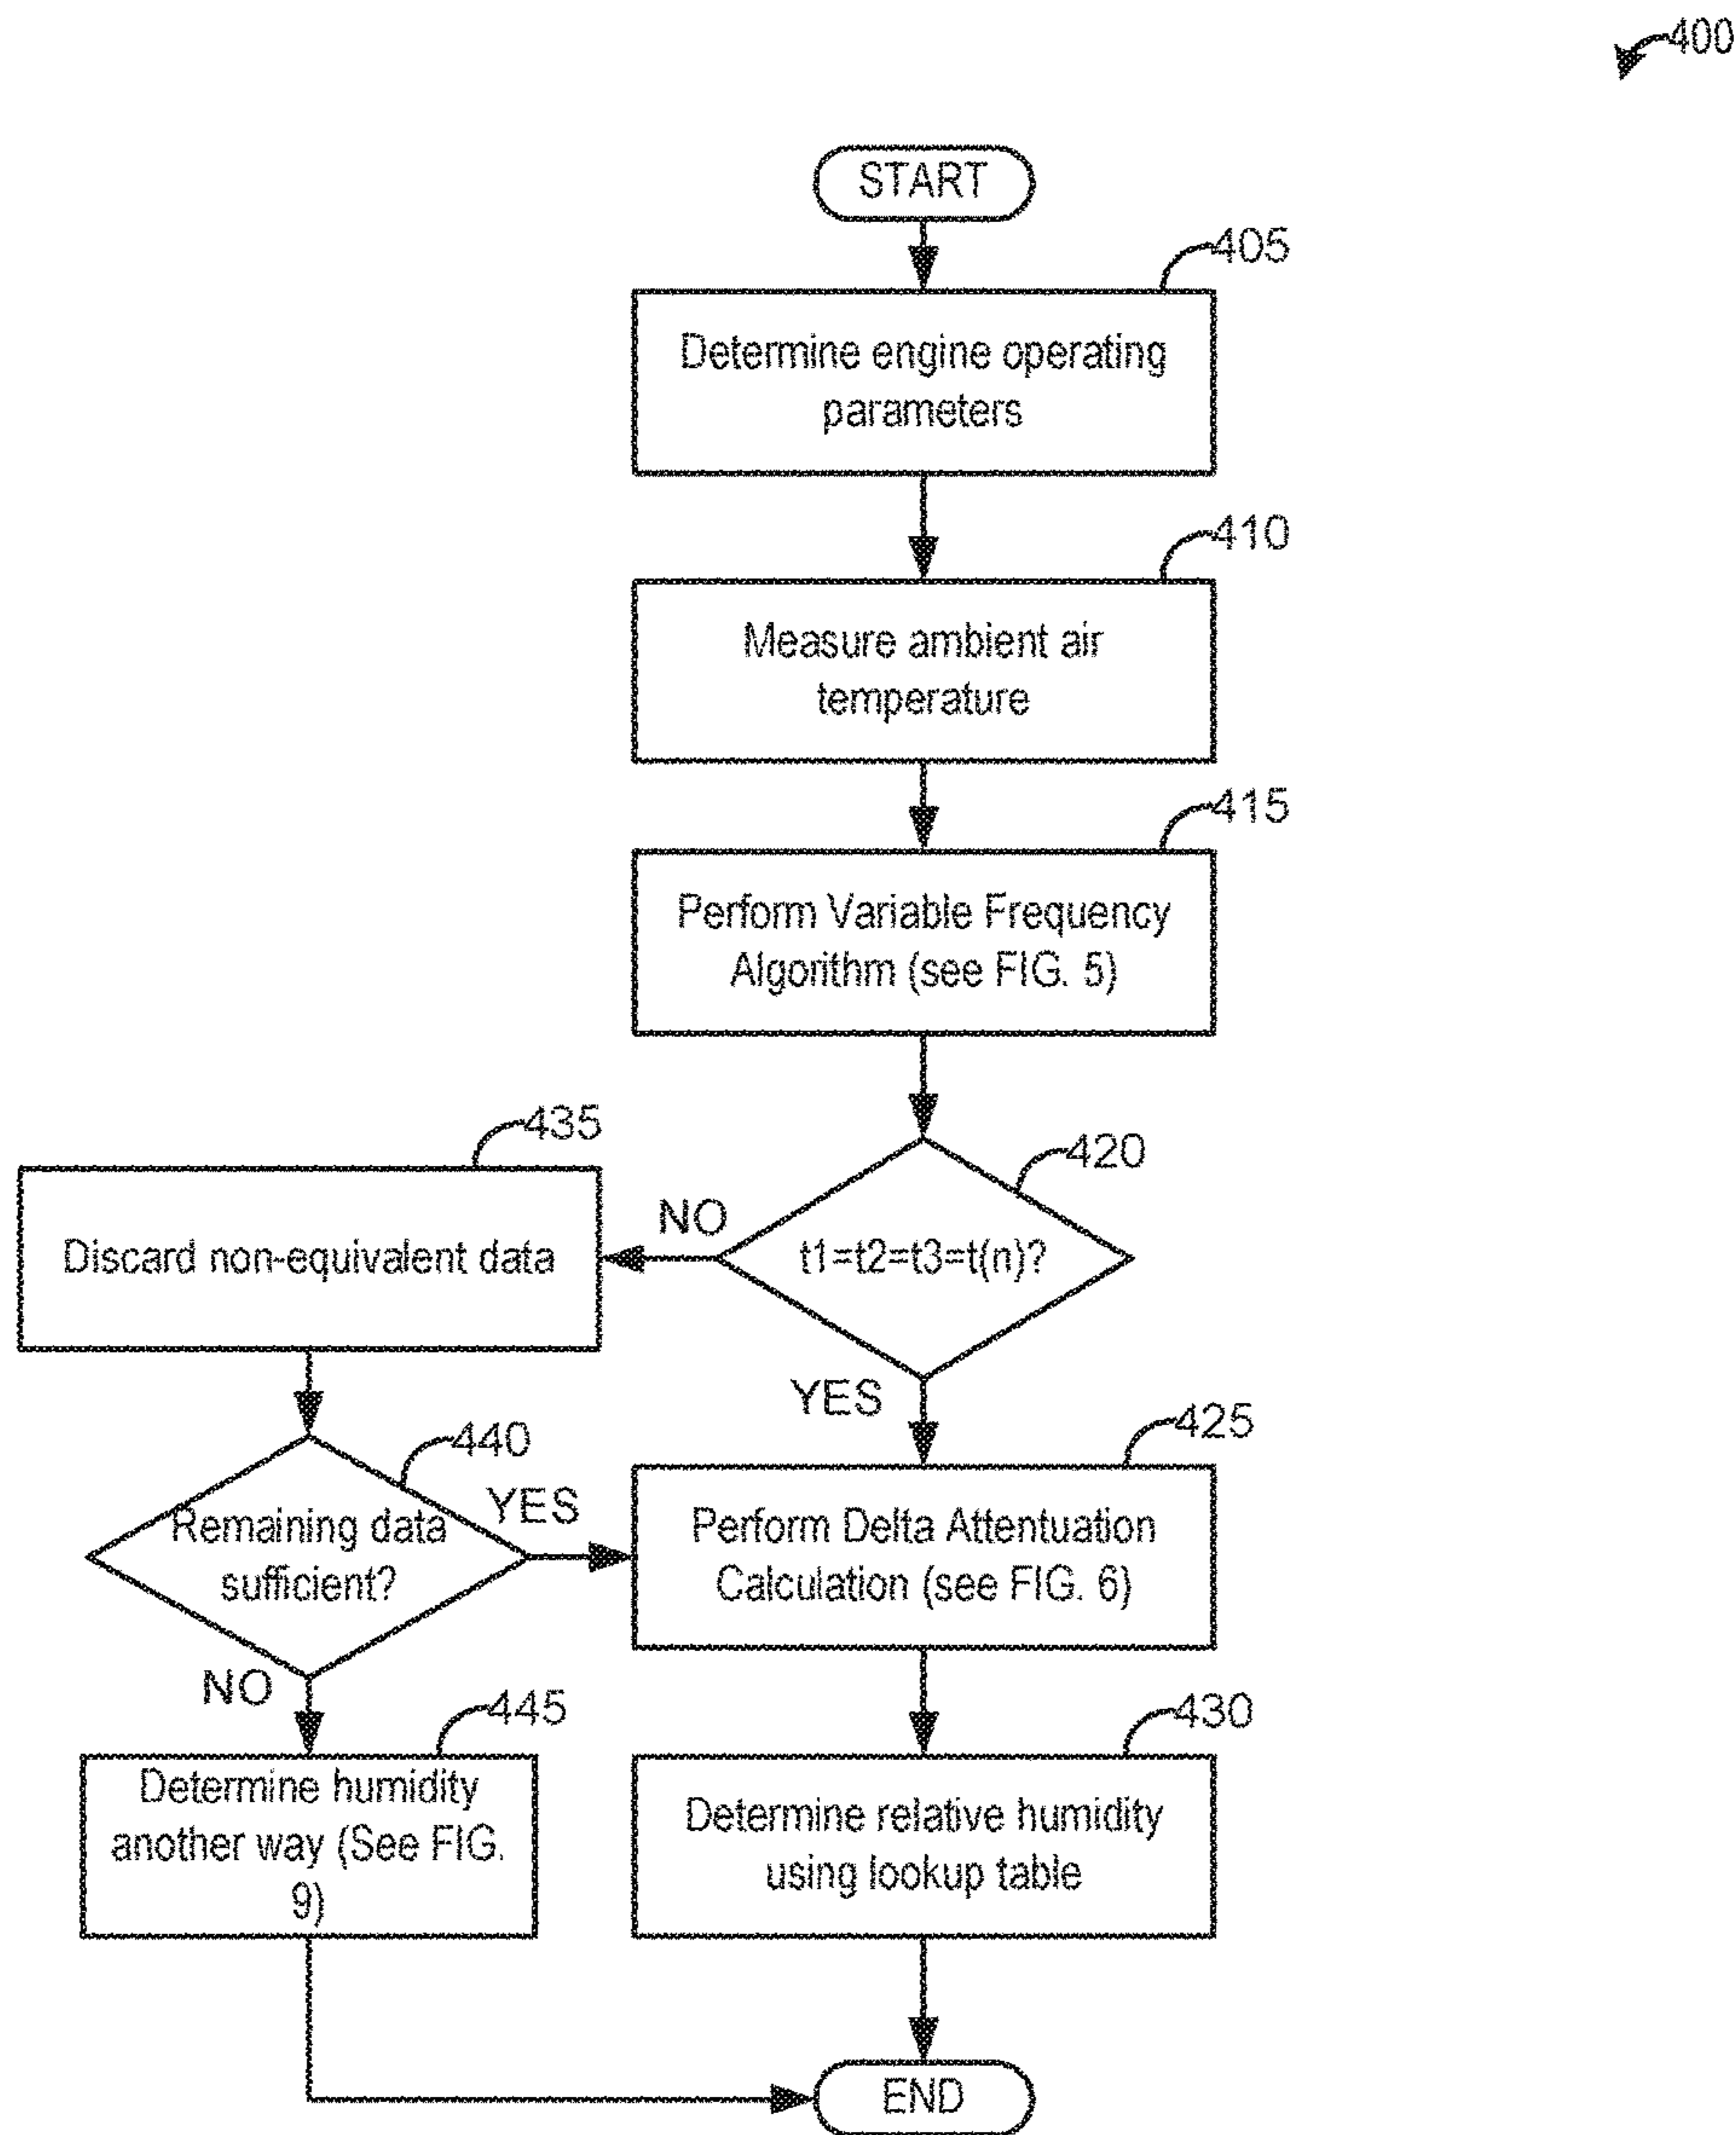 400
START
405
Determine engine operating
parameters
410
Measure ambient air
temperature
415
Perform Variable Frequency
Algorithm (see FIG. 5)
435
420
Discard non-equivalent data
NO
t1=t2=t3=t(n)?
YES
440
425
Remaining data
sufficient?
YES
Perform Delta Attentuation
Calculation (see FIG. 6)
NO
445
430
Determine humidity
another way (See FIG.
9)
Determine relative humidity
using lookup table
END